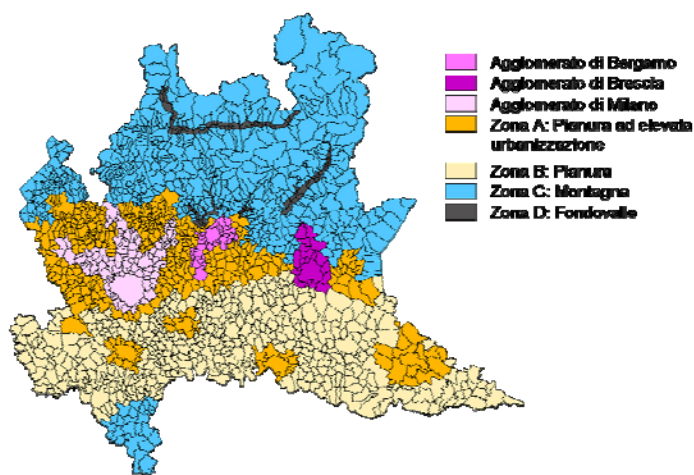 Agglomerato di Bergamo
Agglomerato di Brescia
Agglomerato di Milano
Zona A: Pianura ad elevata
urbanizzazione
Zona B: Pianura
Zona C: Montagna
Zona D: Fondovalle